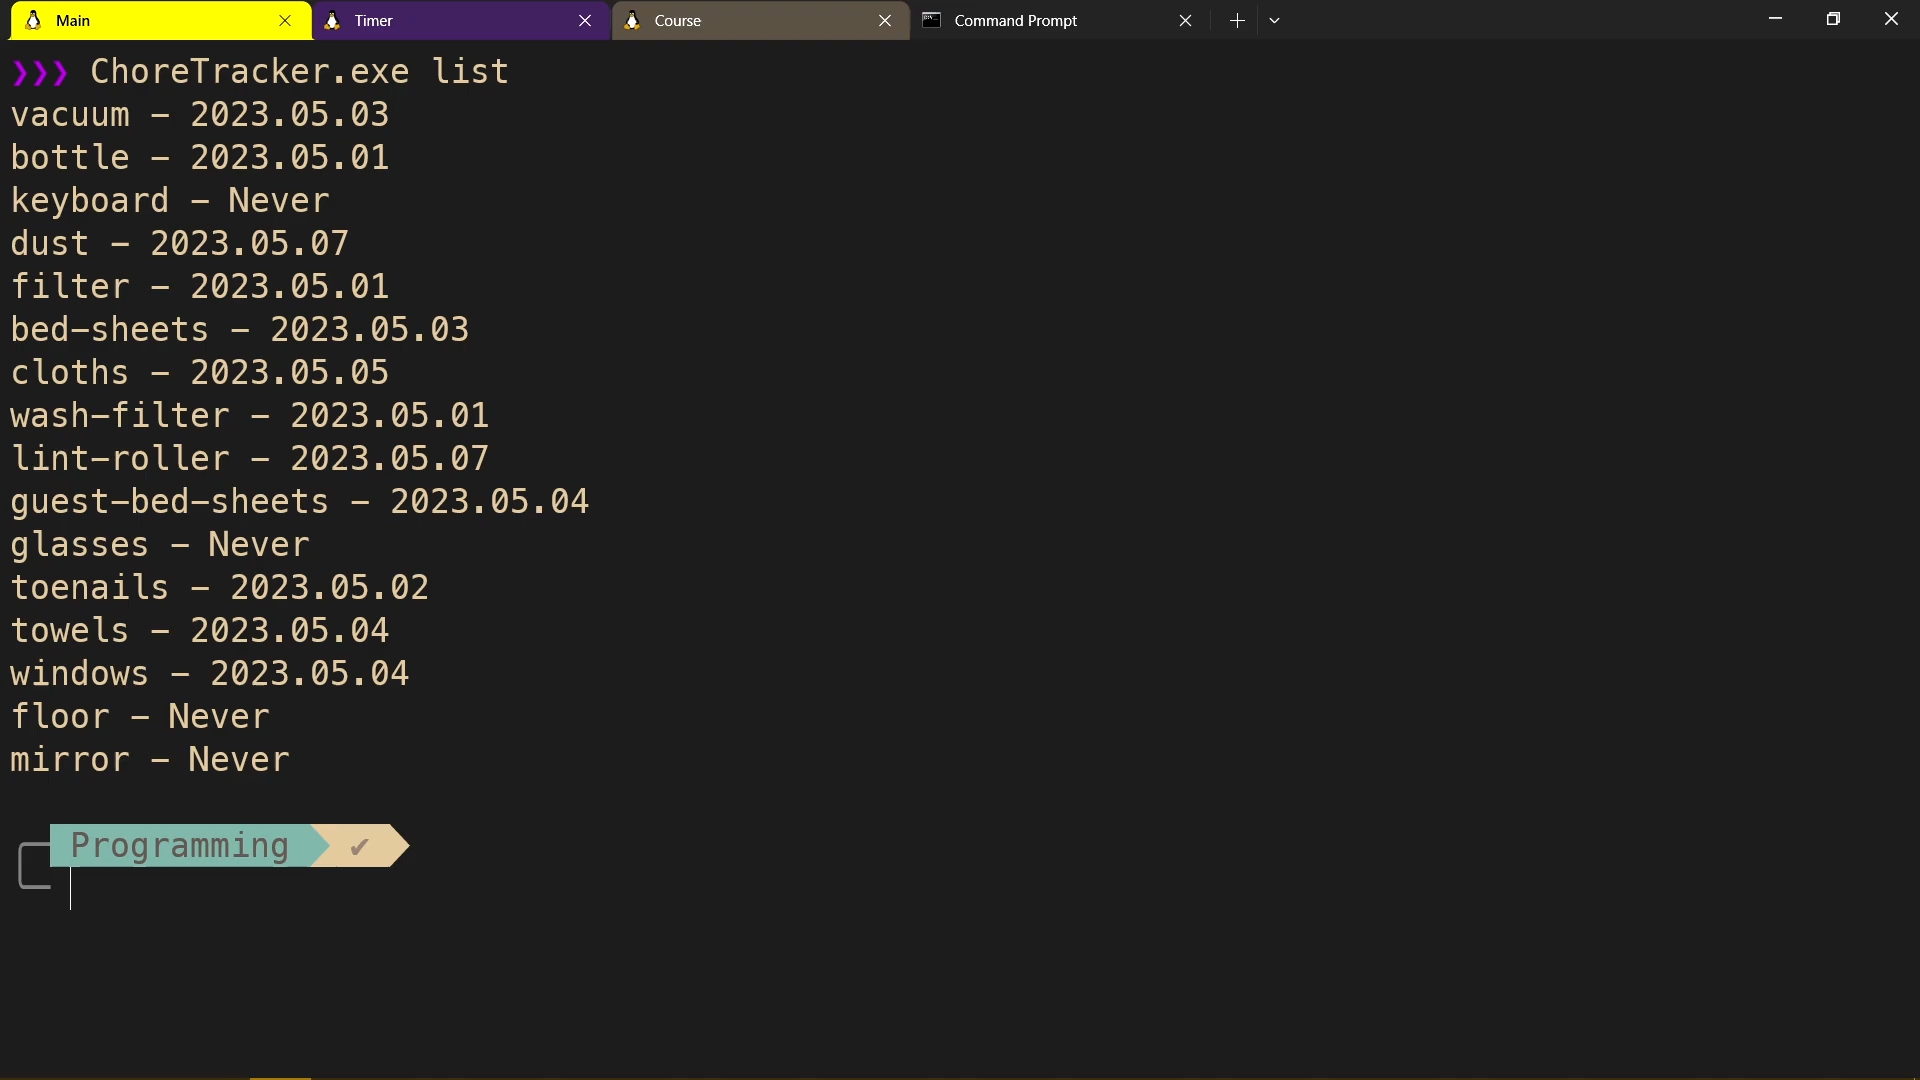 Main
Timer
Course
Command Prompt
❯❯❯ ChoreTracker.exe list
vacuum - 2023.05.03
bottle - 2023.05.01
keyboard - Never
dust - 2023.05.07
filter - 2023.05.01
bed-sheets - 2023.05.03
cloths - 2023.05.05
wash-filter - 2023.05.01
lint-roller - 2023.05.07
guest-bed-sheets - 2023.05.04
glasses - Never
toenails - 2023.05.02
towels - 2023.05.04
windows - 2023.05.04
floor - Never
mirror - Never
Programming ✔